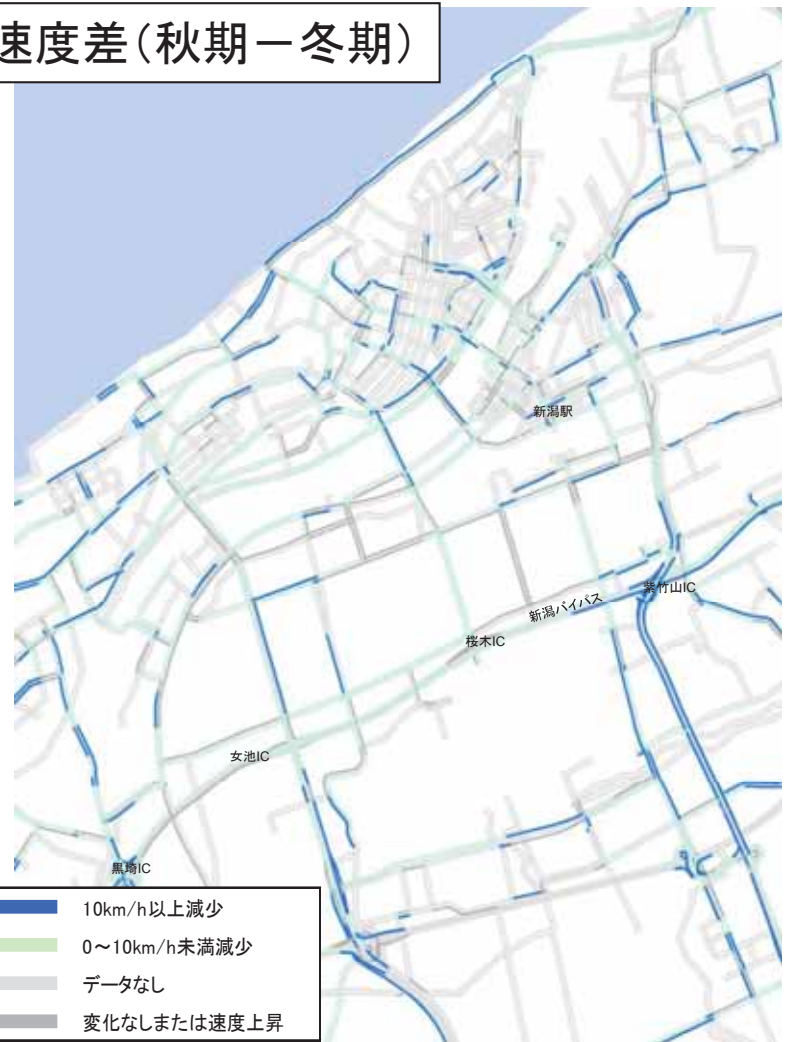 速度差(秋期－冬期)
新潟駅
紫竹山IC
新潟バイパス
桜木IC
女池IC
黒埼IC
10km/h以上減少
0～10km/h未満減少
データなし
変化なしまたは速度上昇